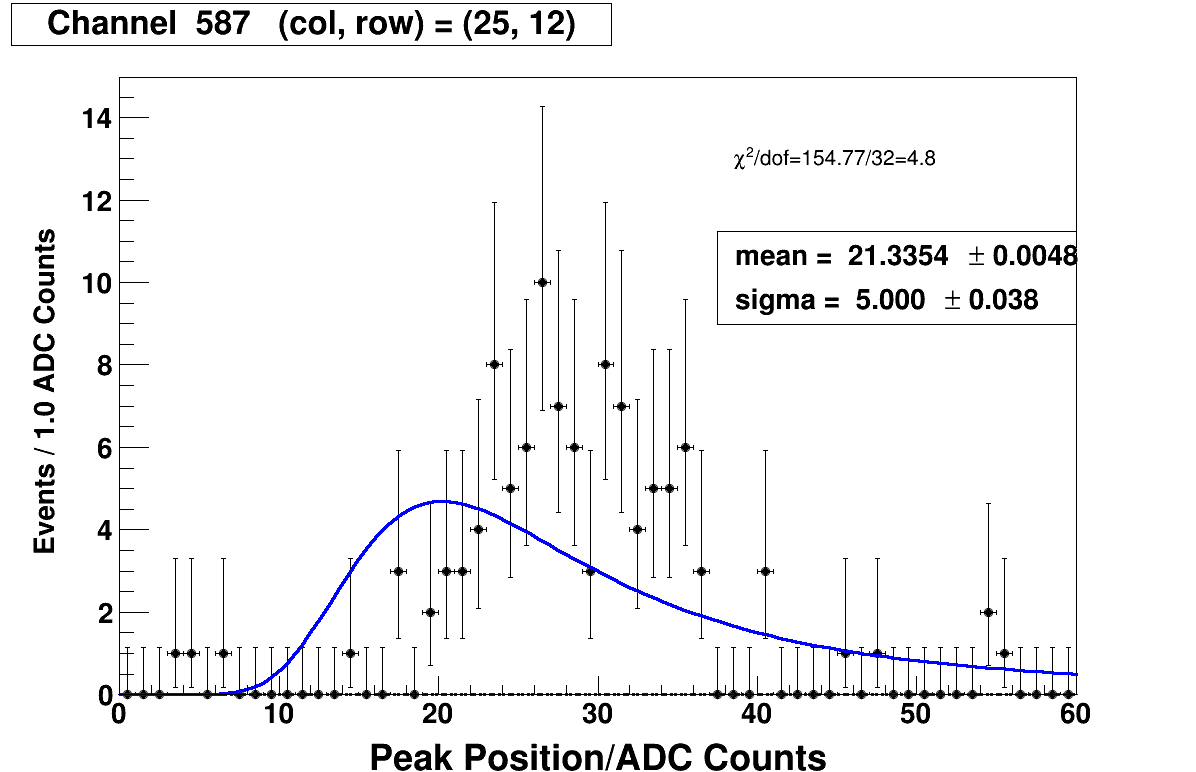 Channel 587 (col, row) = (25, 12)
χ²/dof=154.77/32=4.8
mean = 21.3354 ± 0.0048
sigma = 5.000 ± 0.038
Events / 1.0 ADC Counts
14
12
10
8
6
4
2
0
0 10 20 30 40 50 60
Peak Position/ADC Counts